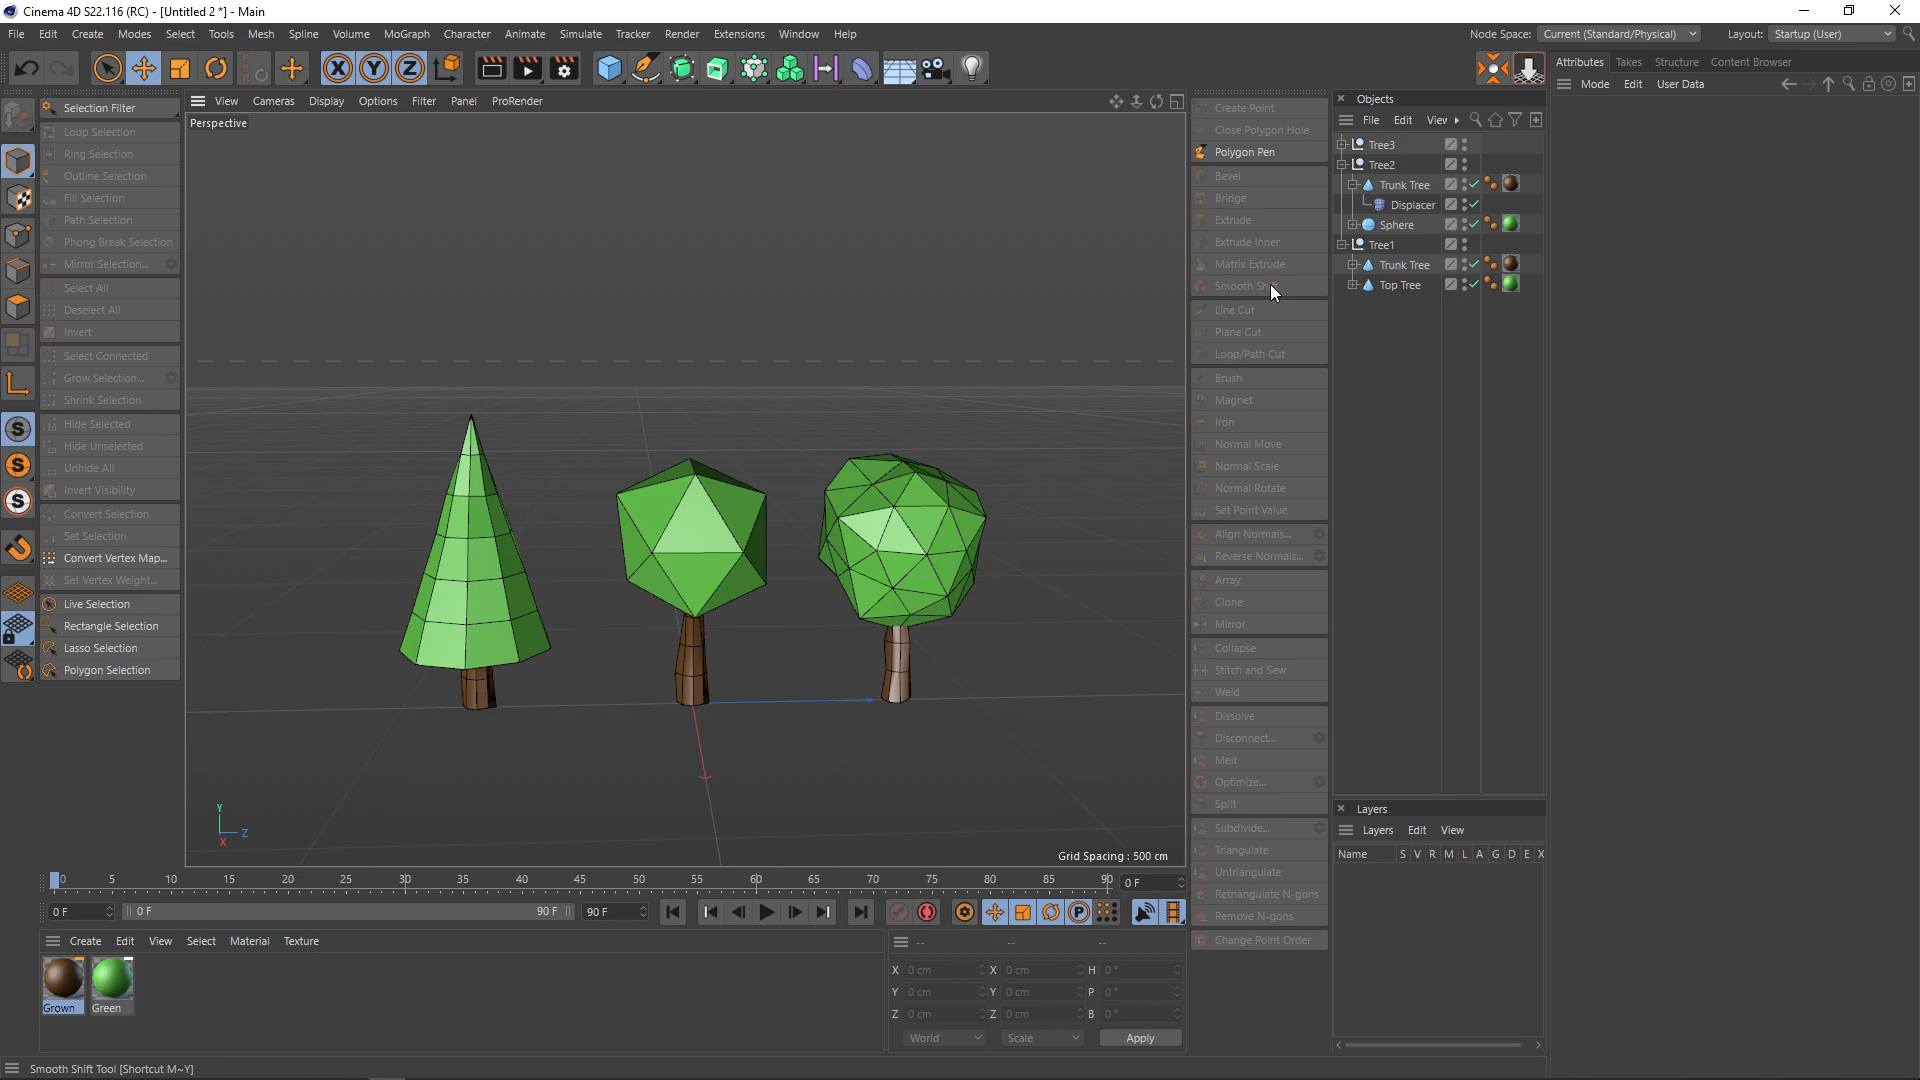 Cinema 4D S22.116 (RC) - [Untitled 2 *] - Main
File Edit Create Modes Select Tools Mesh Spline Volume MoGraph Character Animate Simulate Tracker Render Extensions Window Help Node Space: Current (Standard/Physical) Layout: Startup (User)
X Y Z
Attributes Takes Structure Content Browser
Mode Edit User Data
Selection Filter
Loop Selection
Ring Selection
Outline Selection
Fill Selection
Path Selection
Phong Break Selection
Mirror Selection...
Select All
Deselect All
Invert
Select Connected
Grow Selection...
Shrink Selection
Hide Selected
Hide Unselected
Unhide All
Invert Visibility
Convert Selection
Set Selection
Convert Vertex Map...
Set Vertex Weight...
Live Selection
Rectangle Selection
Lasso Selection
Polygon Selection
S
S
S
View Cameras Display Options Filter Panel ProRender
Perspective
Y
Z
X
Grid Spacing : 500 cm
Create Point
Close Polygon Hole
Polygon Pen
Bevel
Bridge
Extrude
Extrude Inner
Matrix Extrude
Smooth Sh
Line Cut
Plane Cut
Loop/Path Cut
Brush
Magnet
Iron
Normal Move
Normal Scale
Normal Rotate
Set Point Value
Align Normals...
Reverse Normals...
Array
Clone
Mirror
Collapse
Stitch and Sew
Weld
Dissolve
Disconnect...
Melt
Optimize...
Split
Subdivide...
Triangulate
Untriangulate
Retriangulate N-gons
Remove N-gons
Change Point Order
Objects
File Edit View
Tree3
Tree2
Trunk Tree
Displacer
Sphere
Tree1
Trunk Tree
Top Tree
Layers
Layers Edit View
Name S V R M L A G D E X
0 5 10 15 20 25 30 35 40 45 50 55 60 65 70 75 80 85 90 0 F
0 F 0 F 90 F 90 F P
Create Edit View Select Material Texture
Grown Green
-- -- --
X 0 cm X 0 cm H 0 °
Y 0 cm Y 0 cm P 0 °
Z 0 cm Z 0 cm B 0 °
World Scale Apply
Smooth Shift Tool [Shortcut M~Y]